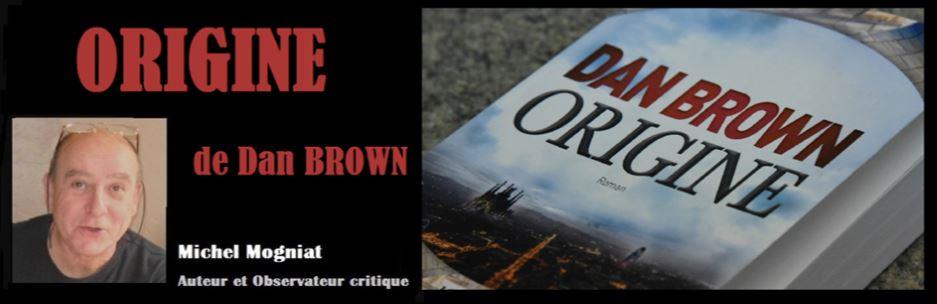 ORIGINE
de Dan BROWN
Michel Mogniat
Auteur et Observateur critique
DAN BROWN
ORIGINE
Roman